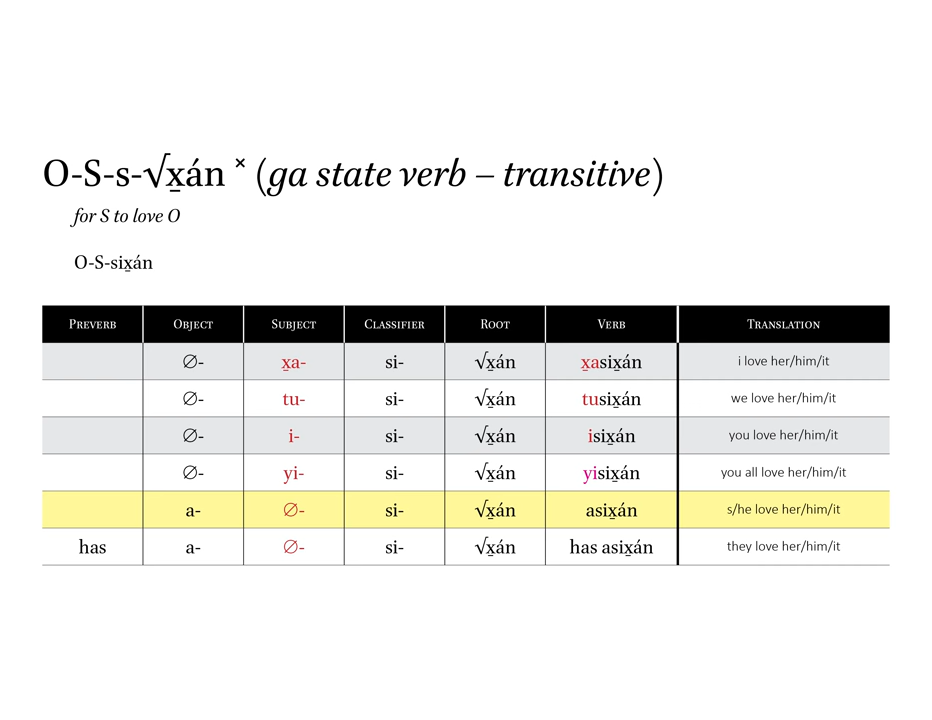 O-S-s-√x̱án × (ga state verb – transitive)
for S to love O
O-S-six̱án
Preverb Object Subject Classifier Root Verb Translation
∅- x̱a- si- √x̱án x̱asix̱án i love her/him/it
∅- tu- si- √x̱án tusix̱án we love her/him/it
∅- i- si- √x̱án isix̱án you love her/him/it
∅- yi- si- √x̱án yisix̱án you all love her/him/it
a- ∅- si- √x̱án asix̱án s/he love her/him/it
has a- ∅- si- √x̱án has asix̱án they love her/him/it